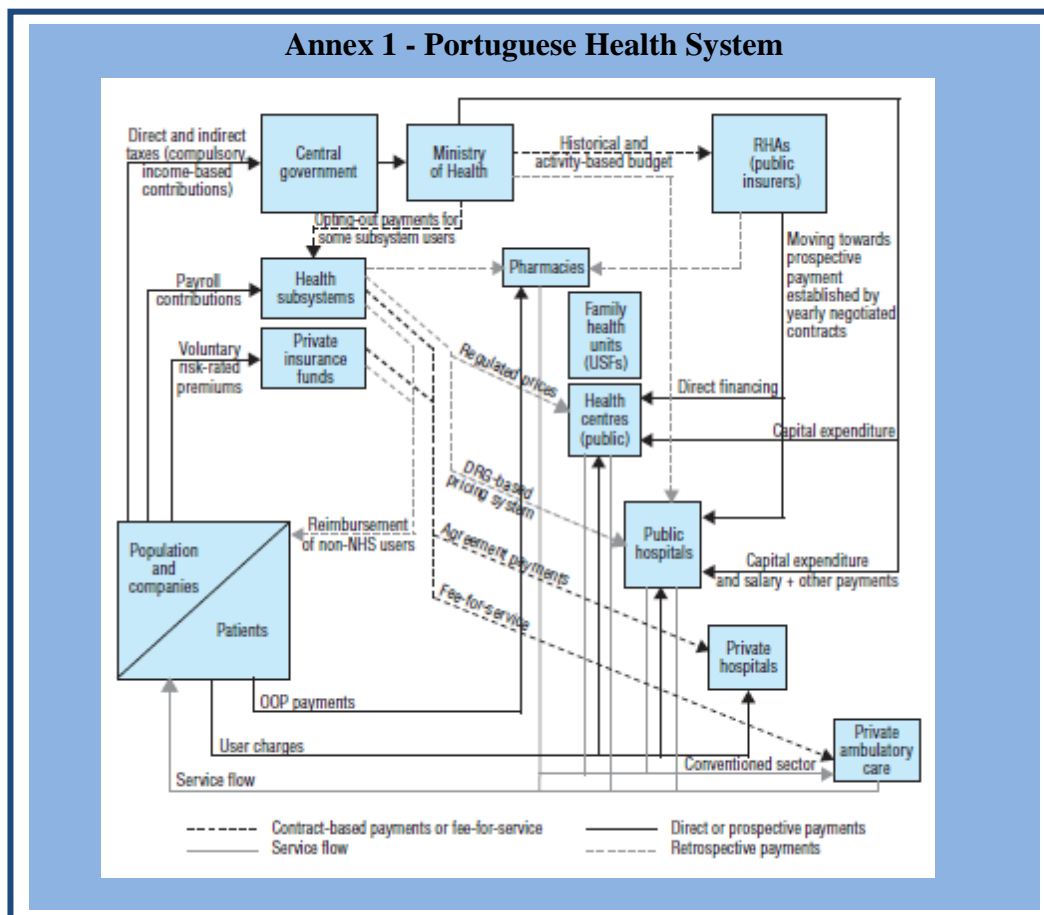 Annex 1 - Portuguese Health System
Direct and indirect
taxes (compulsory
income-based
contributions)
Central
government
Ministry
of Health
Historical and
activity-based budget
RHAs
(public
insurers)
Opting-out payments for
some subsystem users
Moving towards
prospective
payment
established by
yearly negotiated
contracts
Payroll
contributions
Health
subsystems
Pharmacies
Family
health
units
(USFs)
Voluntary
risk-rated
premiums
Private
insurance
funds
Regulated prices
Health
centres
(public)
Direct financing
Capital expenditure
DRG-based
pricing system
Reimbursement
of non-NHS users
Public
hospitals
Agreement payments
Capital expenditure
and salary + other payments
Population
and
companies
Patients
Fee-for-service
Private
hospitals
OOP payments
User charges
Private
ambulatory
care
Conventioned sector
Service flow
Contract-based payments or fee-for-service
Direct or prospective payments
Service flow
Retrospective payments